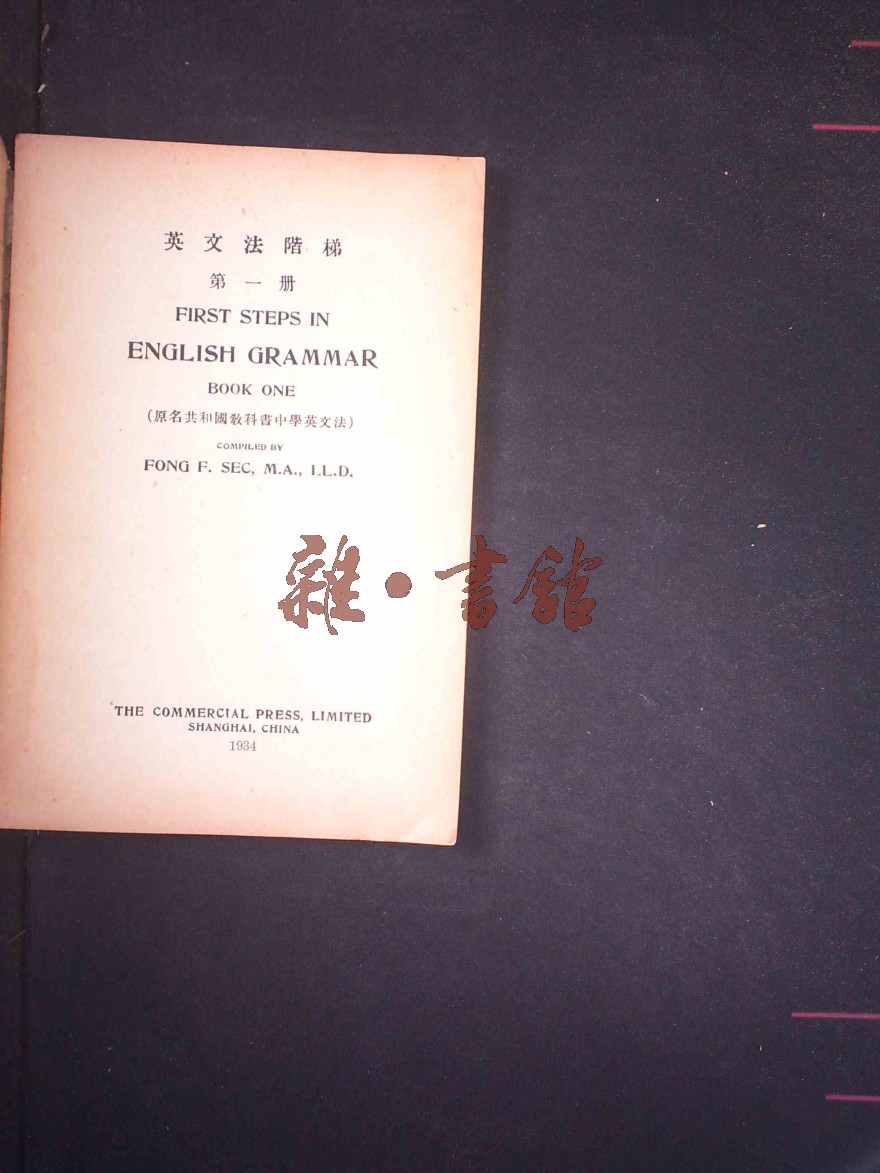 英文法階梯
第一册
FIRST STEPS IN
ENGLISH GRAMMAR
BOOK ONE
(原名共和國敎科書中學英文法)
COMPILED BY
FONG F. SEC, M.A., LL.D.
雜·書館
THE COMMERCIAL PRESS, LIMITED
SHANGHAI, CHINA
1934